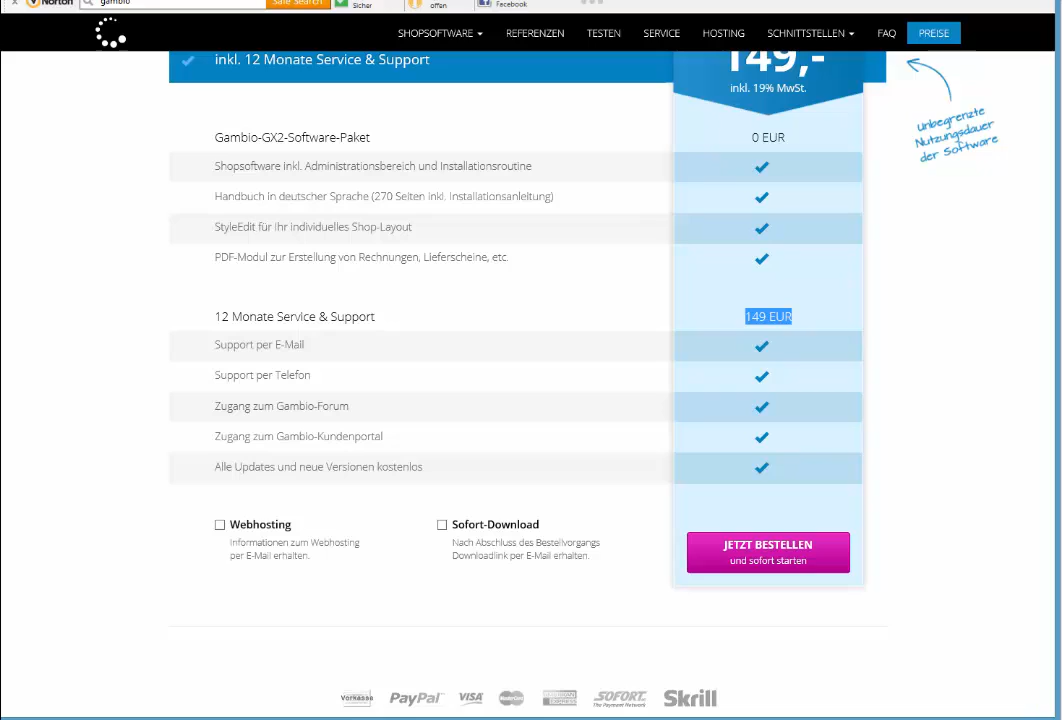 x Norton gambio Safe Search Sicher offen Facebook
SHOPSOFTWARE REFERENZEN TESTEN SERVICE HOSTING SCHNITTSTELLEN FAQ PREISE
inkl. 12 Monate Service & Support
149,-
inkl. 19% MwSt.
unbegrenzte
Nutzungsdauer
der Software
Gambio-GX2-Software-Paket 0 EUR
Shopsoftware inkl. Administrationsbereich und Installationsroutine
Handbuch in deutscher Sprache (270 Seiten inkl. Installationsanleitung)
StyleEdit für Ihr individuelles Shop-Layout
PDF-Modul zur Erstellung von Rechnungen, Lieferscheine, etc.
12 Monate Service & Support 149 EUR
Support per E-Mail
Support per Telefon
Zugang zum Gambio-Forum
Zugang zum Gambio-Kundenportal
Alle Updates und neue Versionen kostenlos
Webhosting
Informationen zum Webhosting
per E-Mail erhalten.
Sofort-Download
Nach Abschluss des Bestellvorgangs
Downloadlink per E-Mail erhalten.
JETZT BESTELLEN
und sofort starten
Vorkasse PayPal VISA MasterCard AMERICAN EXPRESS SOFORT. Skrill
The Payment Network